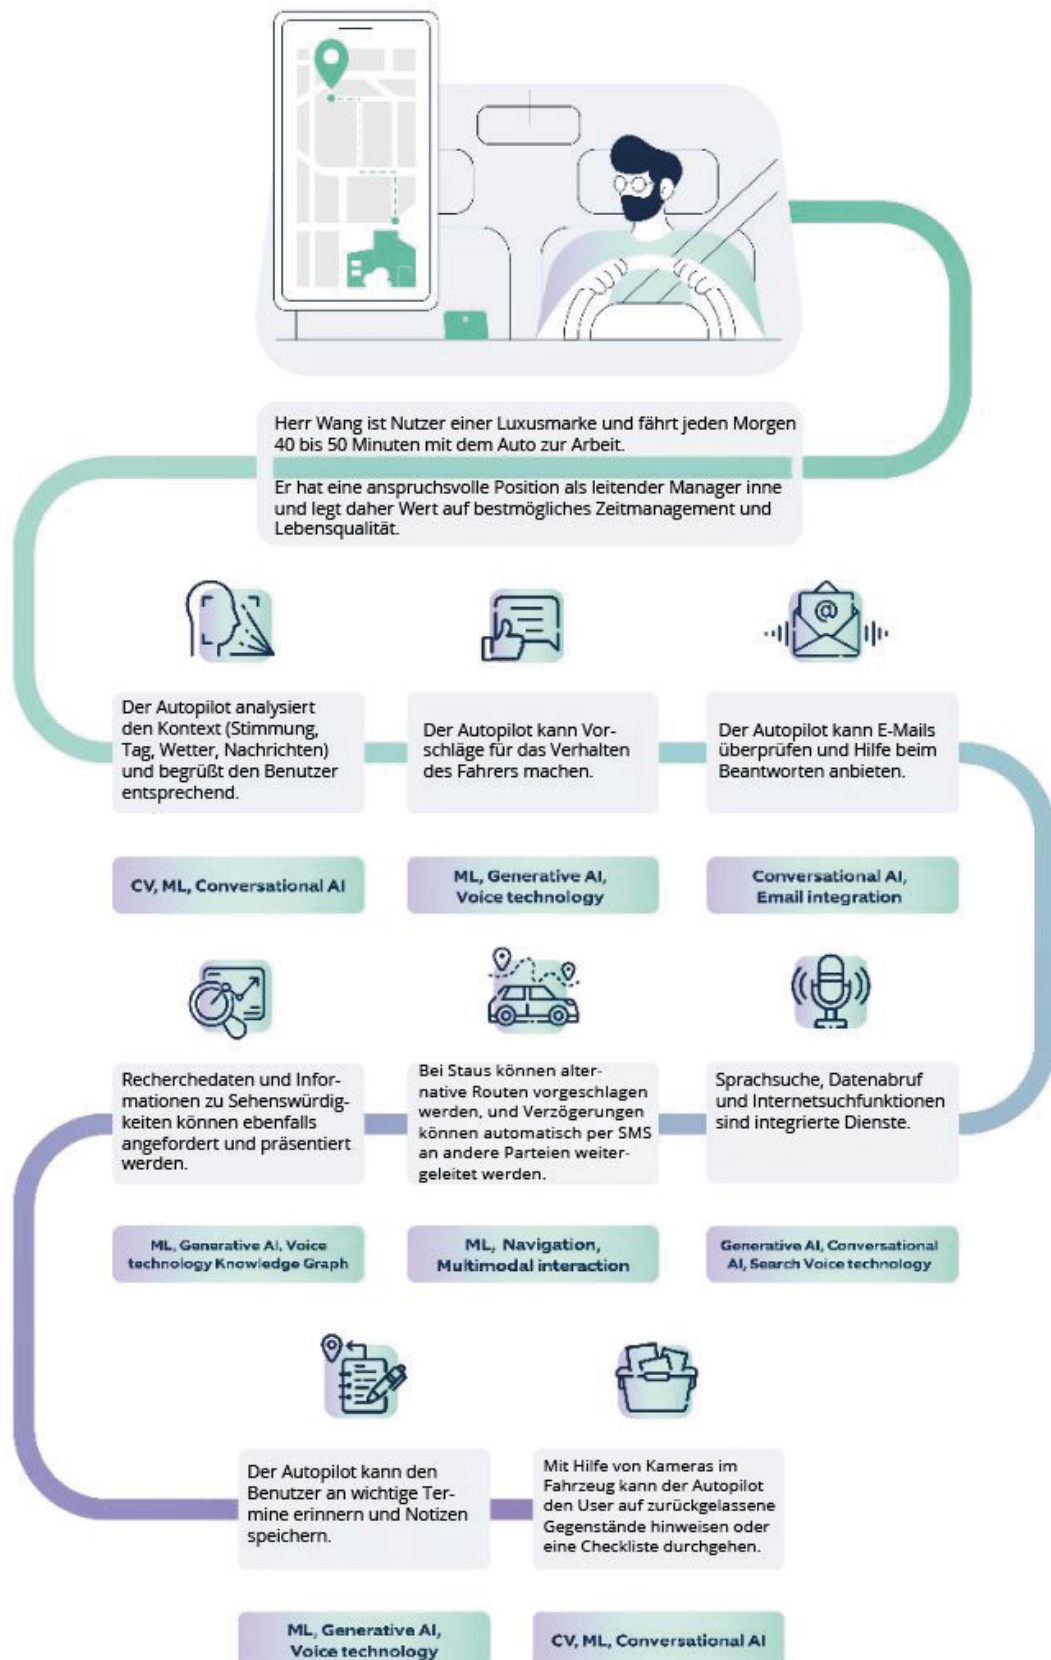 Herr Wang ist Nutzer einer Luxusmarke und fährt jeden Morgen
40 bis 50 Minuten mit dem Auto zur Arbeit.
Er hat eine anspruchsvolle Position als leitender Manager inne
und legt daher Wert auf bestmögliches Zeitmanagement und
Lebensqualität.
Der Autopilot analysiert
den Kontext (Stimmung,
Tag, Wetter, Nachrichten)
und begrüßt den Benutzer
entsprechend.
Der Autopilot kann Vor-
schläge für das Verhalten
des Fahrers machen.
@
Der Autopilot kann E-Mails
überprüfen und Hilfe beim
Beantworten anbieten.
CV, ML, Conversational AI
ML, Generative AI,
Voice technology
Conversational AI,
Email integration
Recherchedaten und Infor-
mationen zu Sehenswürdig-
keiten können ebenfalls
angefordert und präsentiert
werden.
Bei Staus können alter-
native Routen vorgeschlagen
werden, und Verzögerungen
können automatisch per SMS
an andere Parteien weiter-
geleitet werden.
Sprachsuche, Datenabruf
und Internetsuchfunktionen
sind integrierte Dienste.
ML, Generative AI, Voice
technology Knowledge Graph
ML, Navigation,
Multimodal interaction
Generative AI, Conversational
AI, Search Voice technology
Der Autopilot kann den
Benutzer an wichtige Ter-
mine erinnern und Notizen
speichern.
Mit Hilfe von Kameras im
Fahrzeug kann der Autopilot
den User auf zurückgelassene
Gegenstände hinweisen oder
eine Checkliste durchgehen.
ML, Generative AI,
Voice technology
CV, ML, Conversational AI